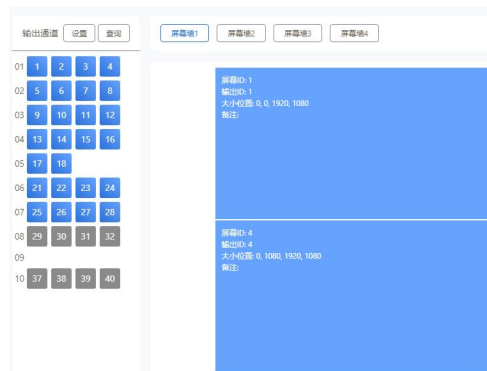 输出通道 设置 查询
01 1 2 3 4
02 5 6 7 8
03 9 10 11 12
04 13 14 15 16
05 17 18
06 21 22 23 24
07 25 26 27 28
08 29 30 31 32
09
10 37 38 39 40
屏幕墙1 屏幕墙2 屏幕墙3 屏幕墙4
屏幕ID: 1
输出ID: 1
大小位置: 0, 0, 1920, 1080
备注:
屏幕ID: 4
输出ID: 4
大小位置: 0, 1080, 1920, 1080
备注: